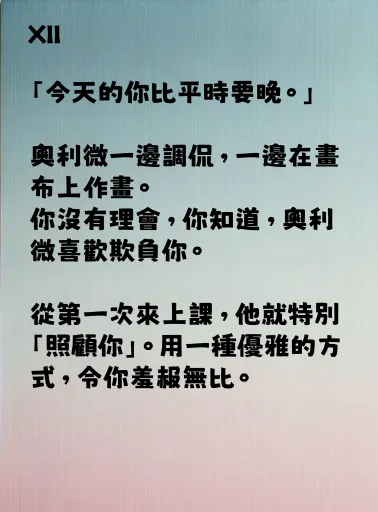 XII
「今天的你比平時要晚。」
奧利微一邊調侃，一邊在畫
布上作畫。
你沒有理會，你知道，奧利
微喜歡欺負你。
從第一次來上課，他就特別
「照顧你」。用一種優雅的方
式，令你羞赧無比。